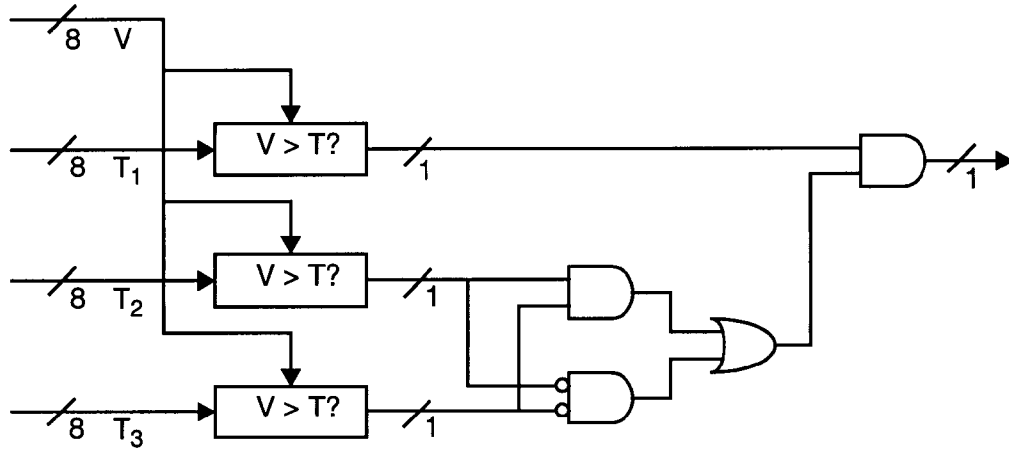 8 V
V > T?
8 T₁ 1
1
V > T?
8 T₂ 1
V > T?
8 T₃ 1